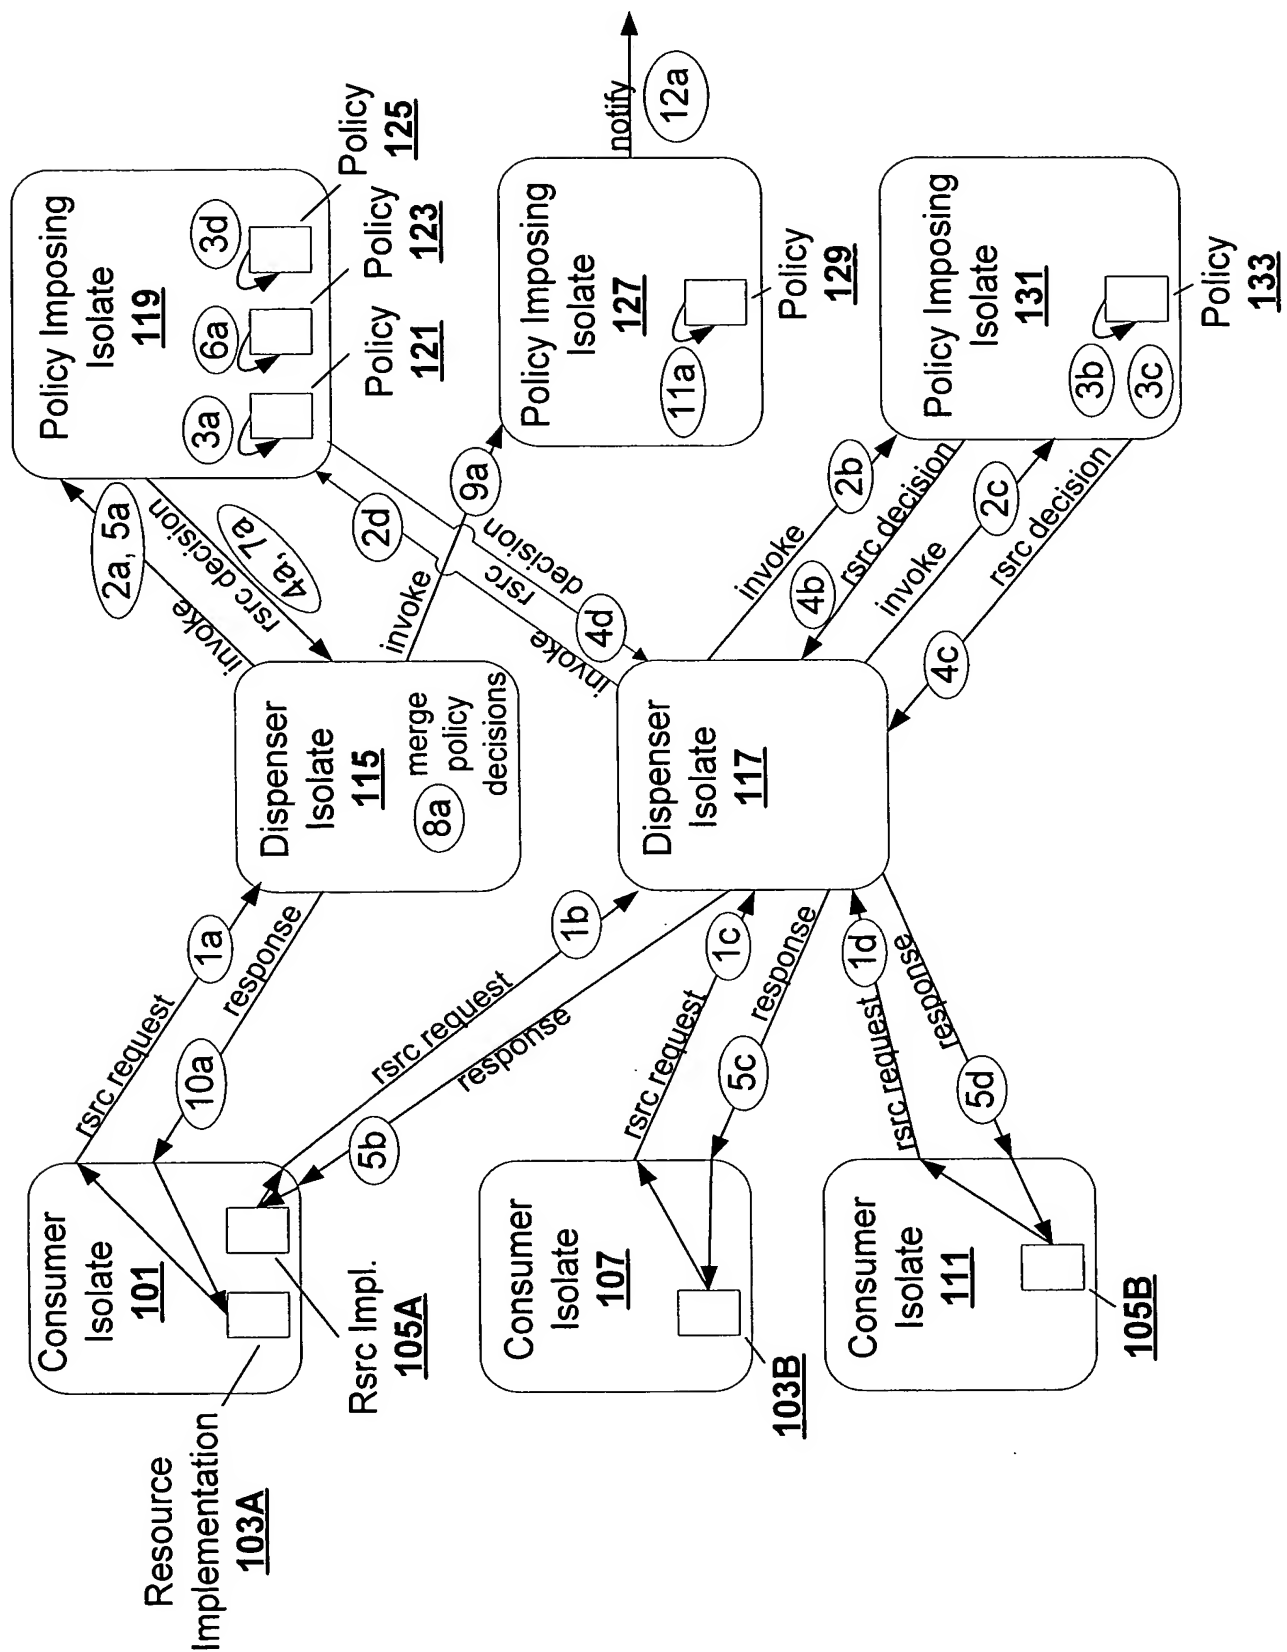 Resource
Implementation
103A
Consumer
Isolate
101
Rsrc Impl.
105A
rsrc request
1a
10a
response
rsrc request
1b
5b
response
Consumer
Isolate
107
103B
rsrc request
1c
5c
response
Consumer
Isolate
111
105B
rsrc request
1d
5d
response
Dispenser
Isolate
115
8a
merge
policy
decisions
Dispenser
Isolate
117
invoke
2a, 5a
rsrc decision
4a, 7a
invoke
9a
invoke
2d
rsrc
decision
4d
invoke
2b
4b
rsrc decision
invoke
2c
4c
rsrc decision
Policy Imposing
Isolate
119
3a
6a
3d
Policy
121
Policy
123
Policy
125
Policy Imposing
Isolate
127
11a
Policy
129
notify
12a
Policy Imposing
Isolate
131
3b
3c
Policy
133